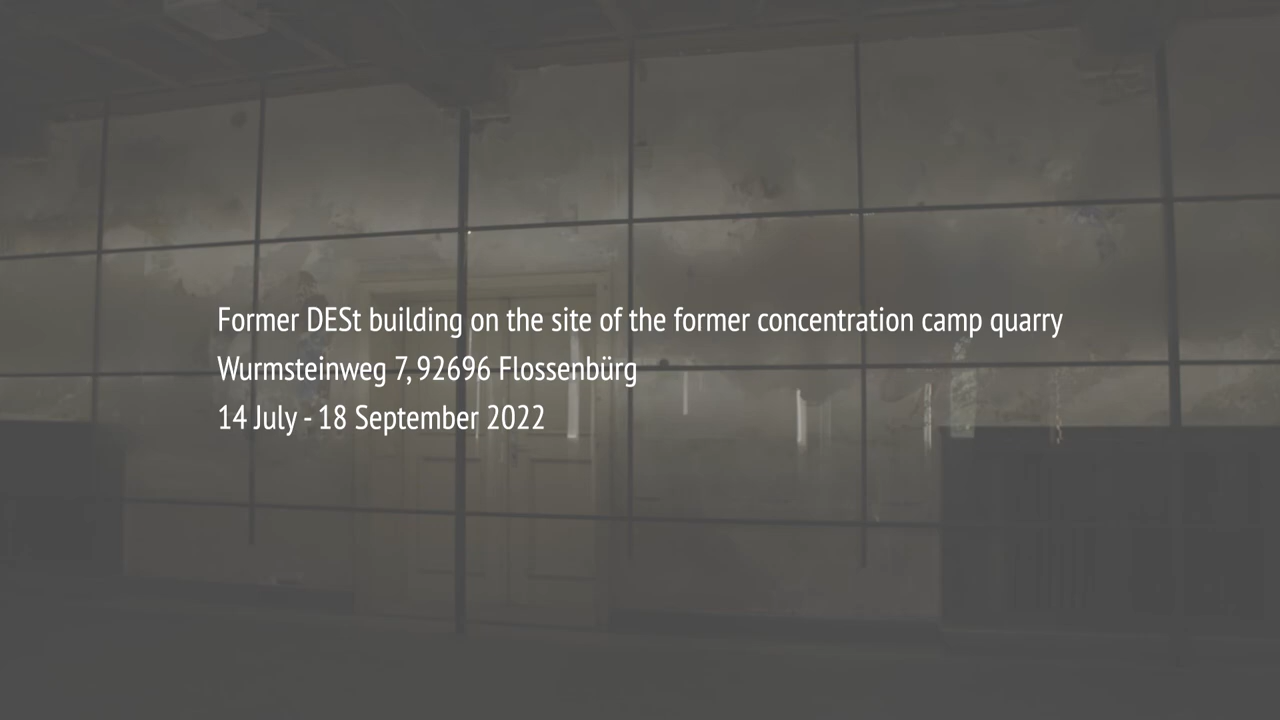 Former DESt building on the site of the former concentration camp quarry
Wurmsteinweg 7, 92696 Flossenbürg
14 July - 18 September 2022